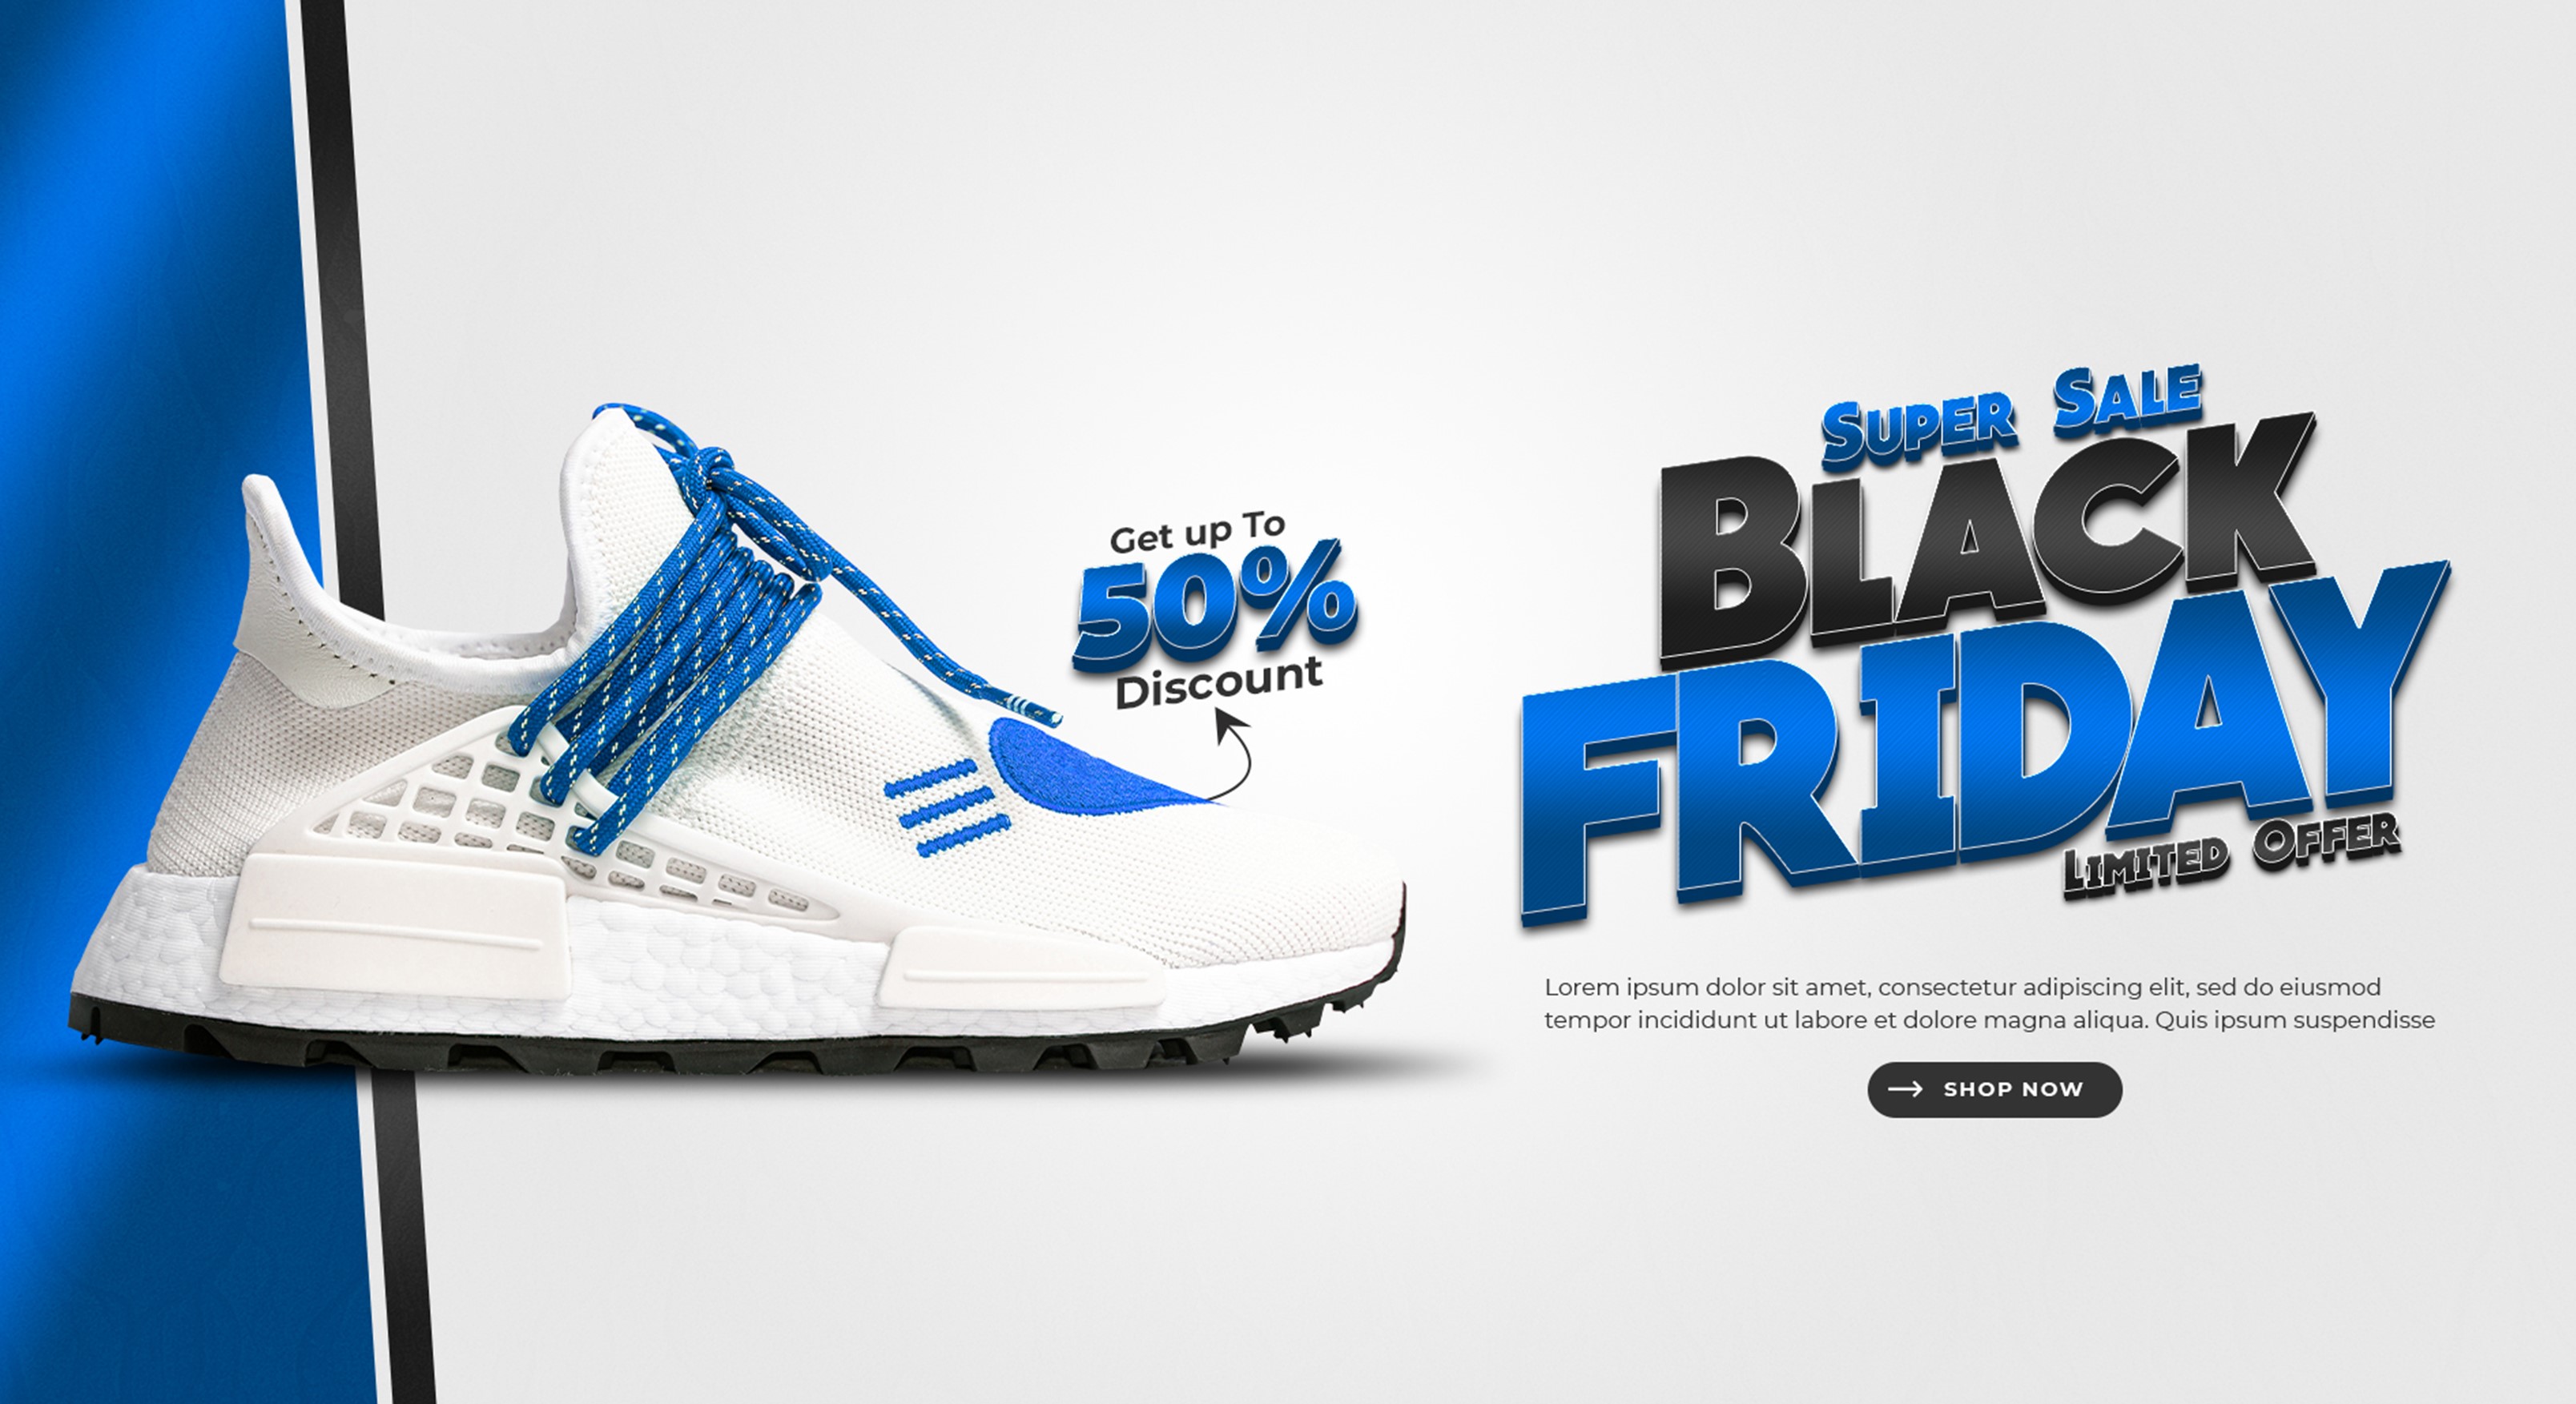 Get up To
50%
Discount
Super Sale
Black
Friday
Limited Offer
Lorem ipsum dolor sit amet, consectetur adipiscing elit, sed do eiusmod
tempor incididunt ut labore et dolore magna aliqua. Quis ipsum suspendisse
SHOP NOW